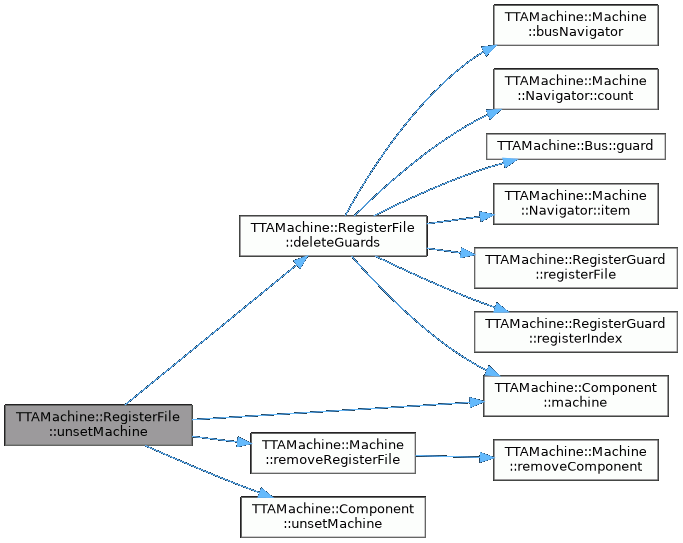 TTAMachine::Machine
::busNavigator
TTAMachine::Machine
::Navigator::count
TTAMachine::Bus::guard
TTAMachine::Machine
::Navigator::item
TTAMachine::RegisterFile
::deleteGuards
TTAMachine::RegisterGuard
::registerFile
TTAMachine::RegisterGuard
::registerIndex
TTAMachine::Component
::machine
TTAMachine::RegisterFile
::unsetMachine
TTAMachine::Machine
::removeRegisterFile
TTAMachine::Machine
::removeComponent
TTAMachine::Component
::unsetMachine